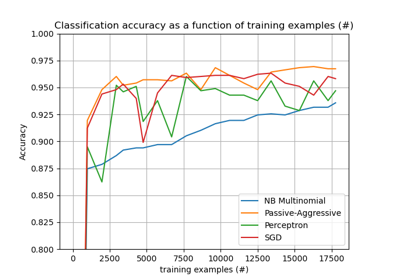 Classification accuracy as a function of training examples (#)
1.000
0.975
0.950
0.925
0.900
0.875
0.850
0.825
0.800
Accuracy
NB Multinomial
Passive-Aggressive
Perceptron
SGD
0 2500 5000 7500 10000 12500 15000 17500
training examples (#)